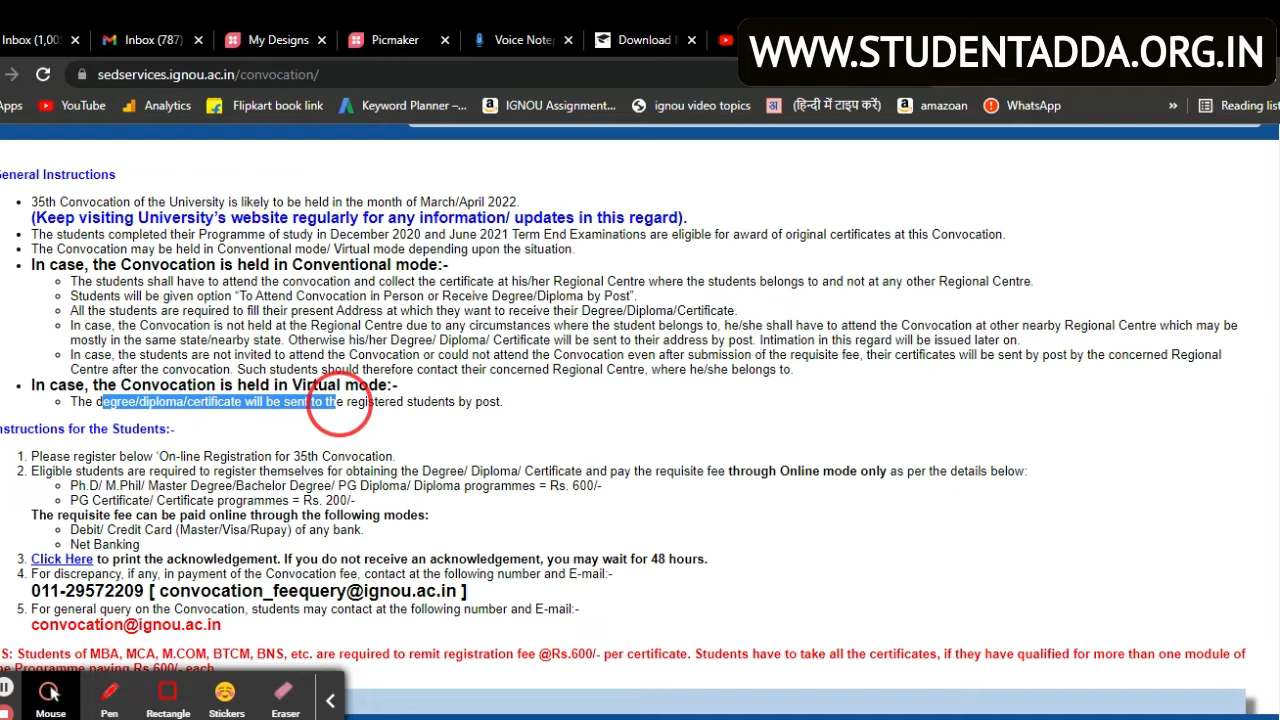 WWW.STUDENTADDA.ORG.IN
Inbox (1,00 Inbox (787) My Designs Picmaker Voice Note Download I
sedservices.ignou.ac.in/convocation/
Apps YouTube Analytics Flipkart book link Keyword Planner –... IGNOU Assignment... ignou video topics (हिन्दी में टाइप करें) amazoan WhatsApp » Reading list
General Instructions
• 35th Convocation of the University is likely to be held in the month of March/April 2022.
(Keep visiting University's website regularly for any information/ updates in this regard).
• The students completed their Programme of study in December 2020 and June 2021 Term End Examinations are eligible for award of original certificates at this Convocation.
• The Convocation may be held in Conventional mode/ Virtual mode depending upon the situation.
• In case, the Convocation is held in Conventional mode:-
The students shall have to attend the convocation and collect the certificate at his/her Regional Centre where the students belongs to and not at any other Regional Centre.
Students will be given option "To Attend Convocation in Person or Receive Degree/Diploma by Post".
All the students are required to fill their present Address at which they want to receive their Degree/Diploma/Certificate.
In case, the Convocation is not held at the Regional Centre due to any circumstances where the student belongs to, he/she shall have to attend the Convocation at other nearby Regional Centre which may be
mostly in the same state/nearby state. Otherwise his/her Degree/ Diploma/ Certificate will be sent to their address by post. Intimation in this regard will be issued later on.
In case, the students are not invited to attend the Convocation or could not attend the Convocation even after submission of the requisite fee, their certificates will be sent by post by the concerned Regional
Centre after the convocation. Such students should therefore contact their concerned Regional Centre, where he/she belongs to.
• In case, the Convocation is held in Virtual mode:-
The degree/diploma/certificate will be sent to the registered students by post.
Instructions for the Students:-
1. Please register below 'On-line Registration for 35th Convocation.
2. Eligible students are required to register themselves for obtaining the Degree/ Diploma/ Certificate and pay the requisite fee through Online mode only as per the details below:
Ph.D/ M.Phil/ Master Degree/Bachelor Degree/ PG Diploma/ Diploma programmes = Rs. 600/-
PG Certificate/ Certificate programmes = Rs. 200/-
The requisite fee can be paid online through the following modes:
Debit/ Credit Card (Master/Visa/Rupay) of any bank.
Net Banking
3. Click Here to print the acknowledgement. If you do not receive an acknowledgement, you may wait for 48 hours.
4. For discrepancy, if any, in payment of the Convocation fee, contact at the following number and E-mail:-
011-29572209 [ convocation_feequery@ignou.ac.in ]
5. For general query on the Convocation, students may contact at the following number and E-mail:-
convocation@ignou.ac.in
S: Students of MBA, MCA, M.COM, BTCM, BNS, etc. are required to remit registration fee @Rs.600/- per certificate. Students have to take all the certificates, if they have qualified for more than one module of
the Programme paying Rs 600/- each
Mouse Pen Rectangle Stickers Eraser